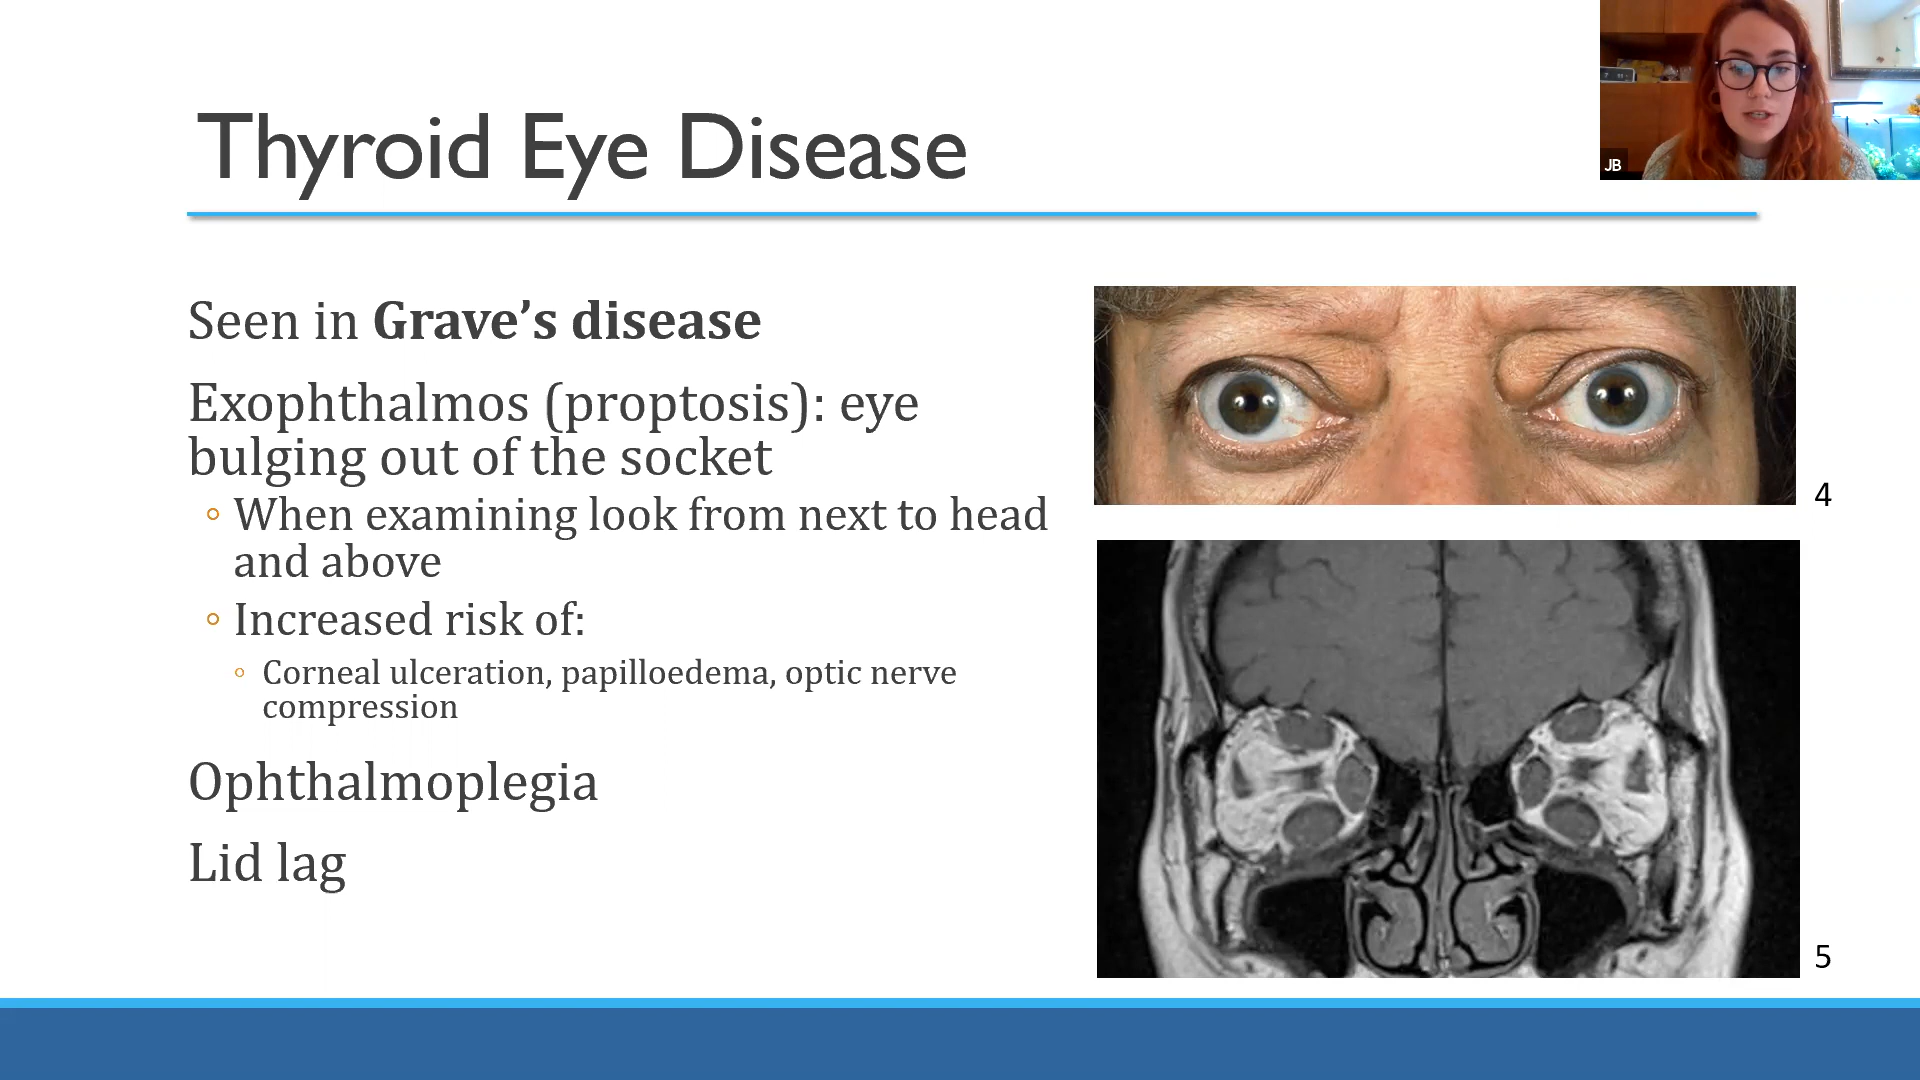 Thyroid Eye Disease
JB
Seen in Grave’s disease
Exophthalmos (proptosis): eye
bulging out of the socket
◦ When examining look from next to head
and above
◦ Increased risk of:
◦ Corneal ulceration, papilloedema, optic nerve
compression
Ophthalmoplegia
Lid lag
4
5